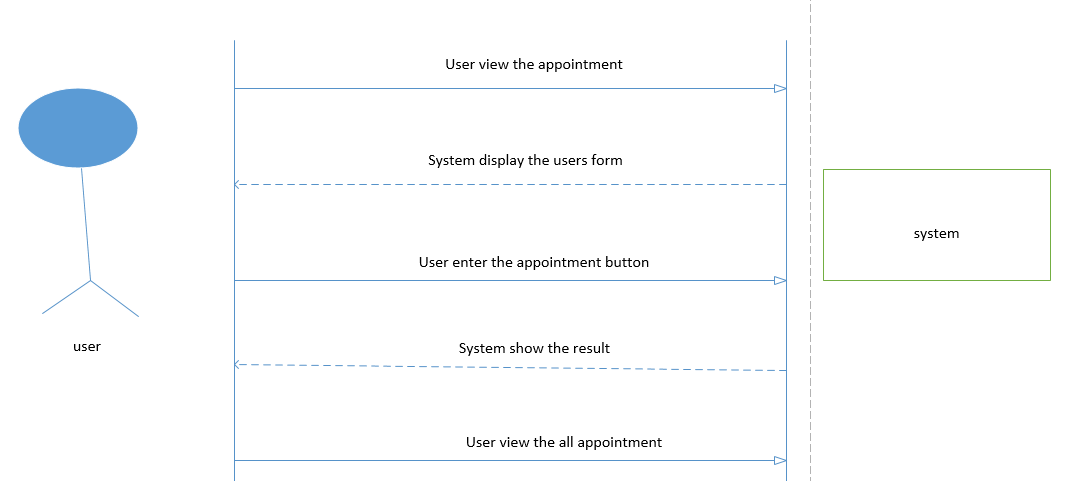 User view the appointment
System display the users form
system
User enter the appointment button
user
System show the result
User view the all appointment